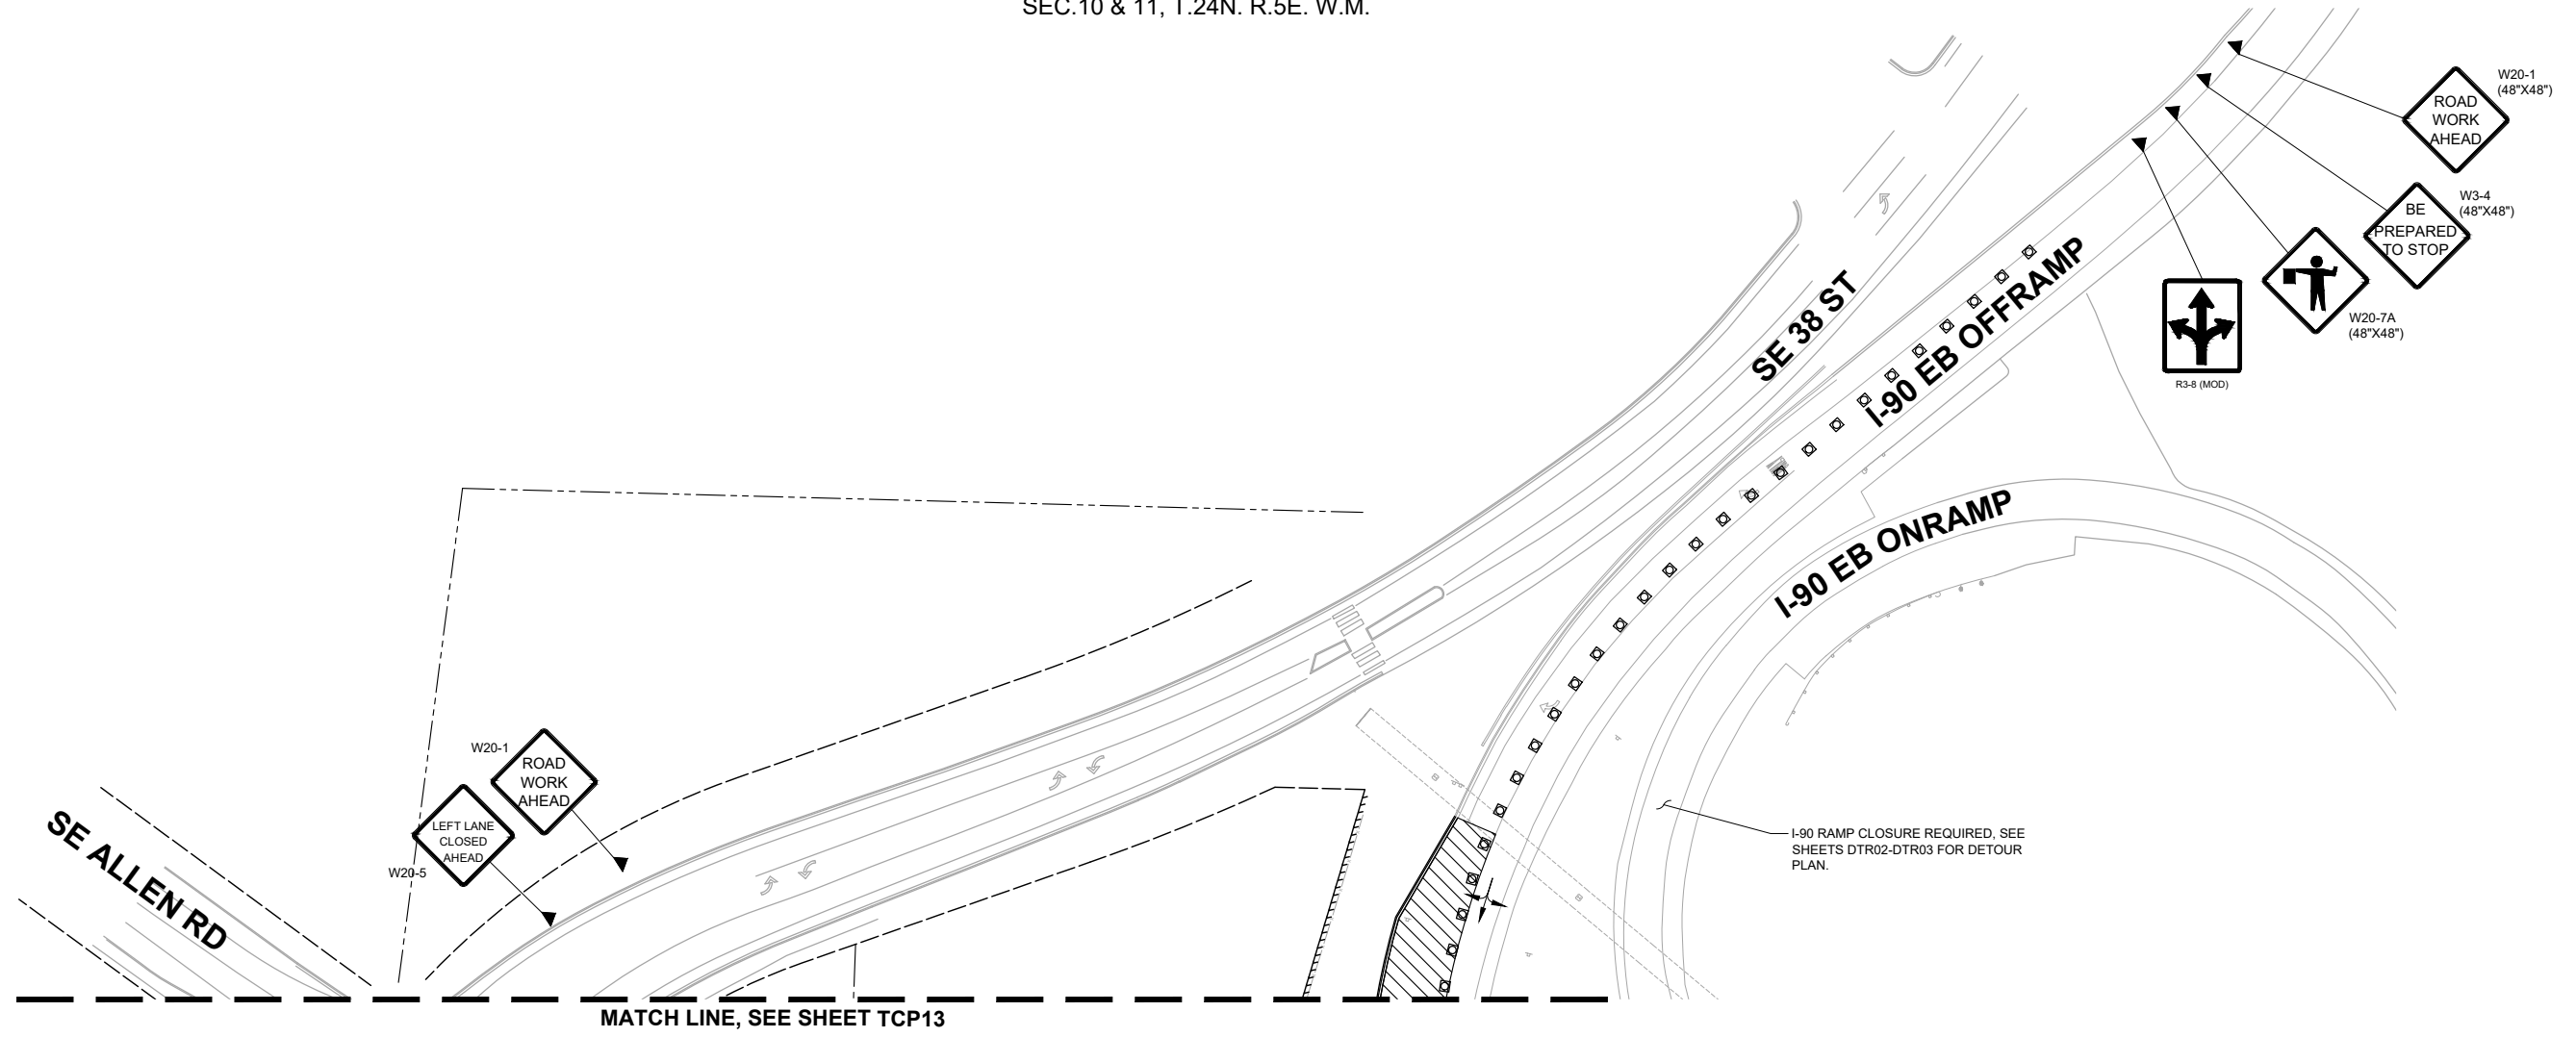 SEC.10 & 11, T.24N. R.5E. W.M.
W20-1
(48"X48")
ROAD
WORK
AHEAD
W3-4
(48"X48")
BE
PREPARED
TO STOP
W20-7A
(48"X48")
R3-8 (MOD)
SE 38 ST
I-90 EB OFFRAMP
I-90 EB ONRAMP
W20-1
ROAD
WORK
AHEAD
LEFT LANE
CLOSED
AHEAD
W20-5
SE ALLEN RD
I-90 RAMP CLOSURE REQUIRED, SEE
SHEETS DTR02-DTR03 FOR DETOUR
PLAN.
MATCH LINE, SEE SHEET TCP13